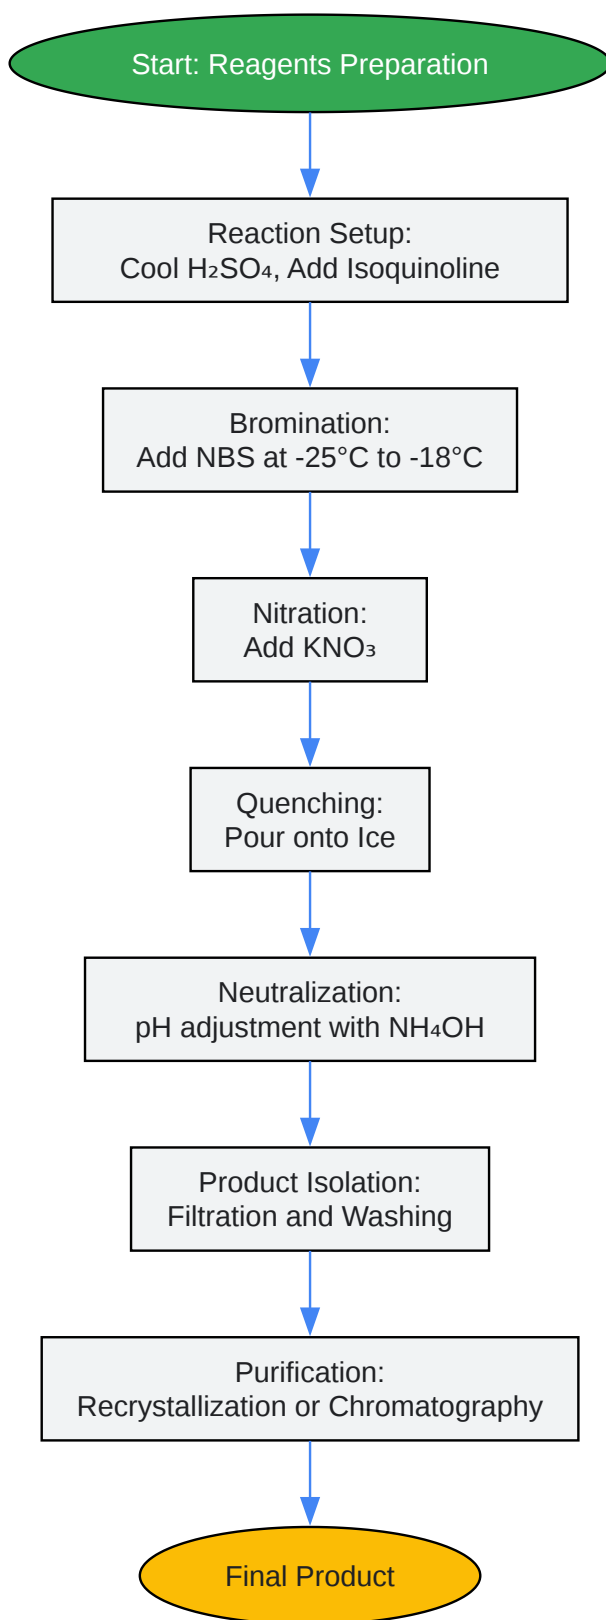 Start: Reagents Preparation
Reaction Setup:
Cool H₂SO₄, Add Isoquinoline
Bromination:
Add NBS at -25°C to -18°C
Nitration:
Add KNO₃
Quenching:
Pour onto Ice
Neutralization:
pH adjustment with NH₄OH
Product Isolation:
Filtration and Washing
Purification:
Recrystallization or Chromatography
Final Product